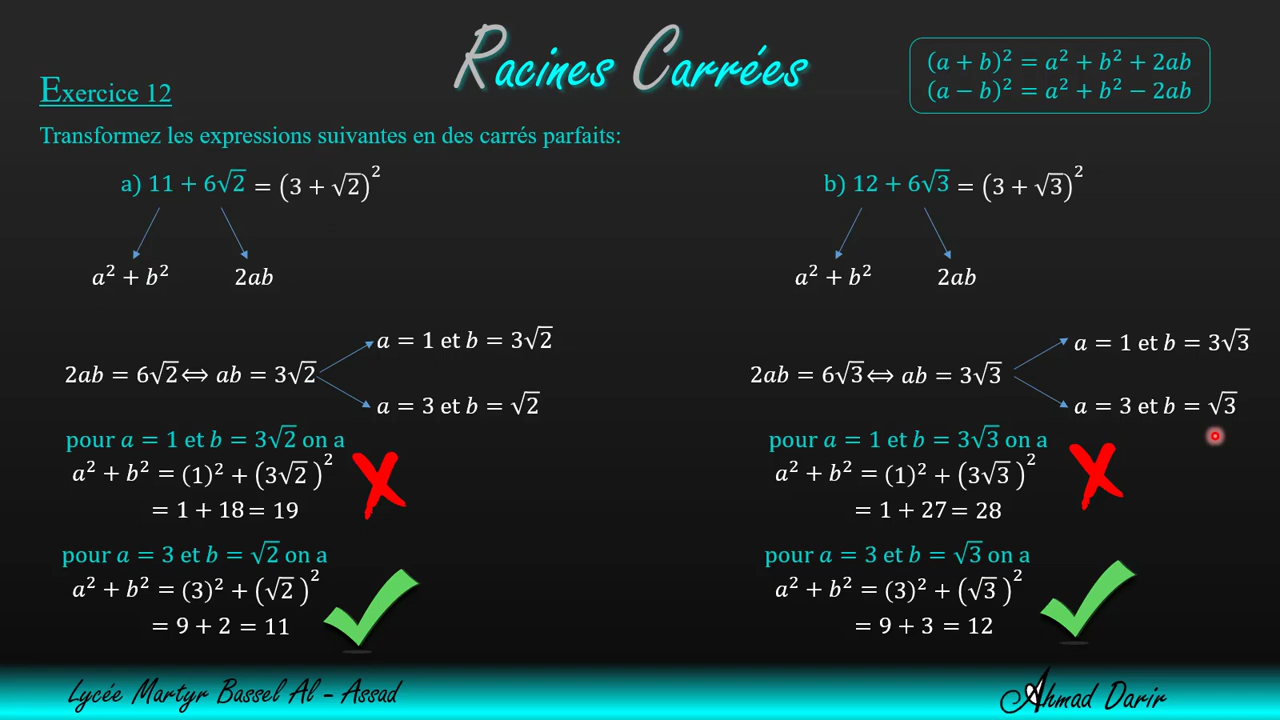 Racines Carrées
(a + b)² = a² + b² + 2ab
(a − b)² = a² + b² − 2ab
Exercice 12
Transformez les expressions suivantes en des carrés parfaits:
a) 11 + 6√2 = (3 + √2)²
a² + b² 2ab
2ab = 6√2 ⇔ ab = 3√2
a = 1 et b = 3√2
a = 3 et b = √2
pour a = 1 et b = 3√2 on a
a² + b² = (1)² + (3√2)²
= 1 + 18 = 19
pour a = 3 et b = √2 on a
a² + b² = (3)² + (√2)²
= 9 + 2 = 11
b) 12 + 6√3 = (3 + √3)²
a² + b² 2ab
2ab = 6√3 ⇔ ab = 3√3
a = 1 et b = 3√3
a = 3 et b = √3
pour a = 1 et b = 3√3 on a
a² + b² = (1)² + (3√3)²
= 1 + 27 = 28
pour a = 3 et b = √3 on a
a² + b² = (3)² + (√3)²
= 9 + 3 = 12
Lycée Martyr Bassel Al - Assad
Ahmad Darir